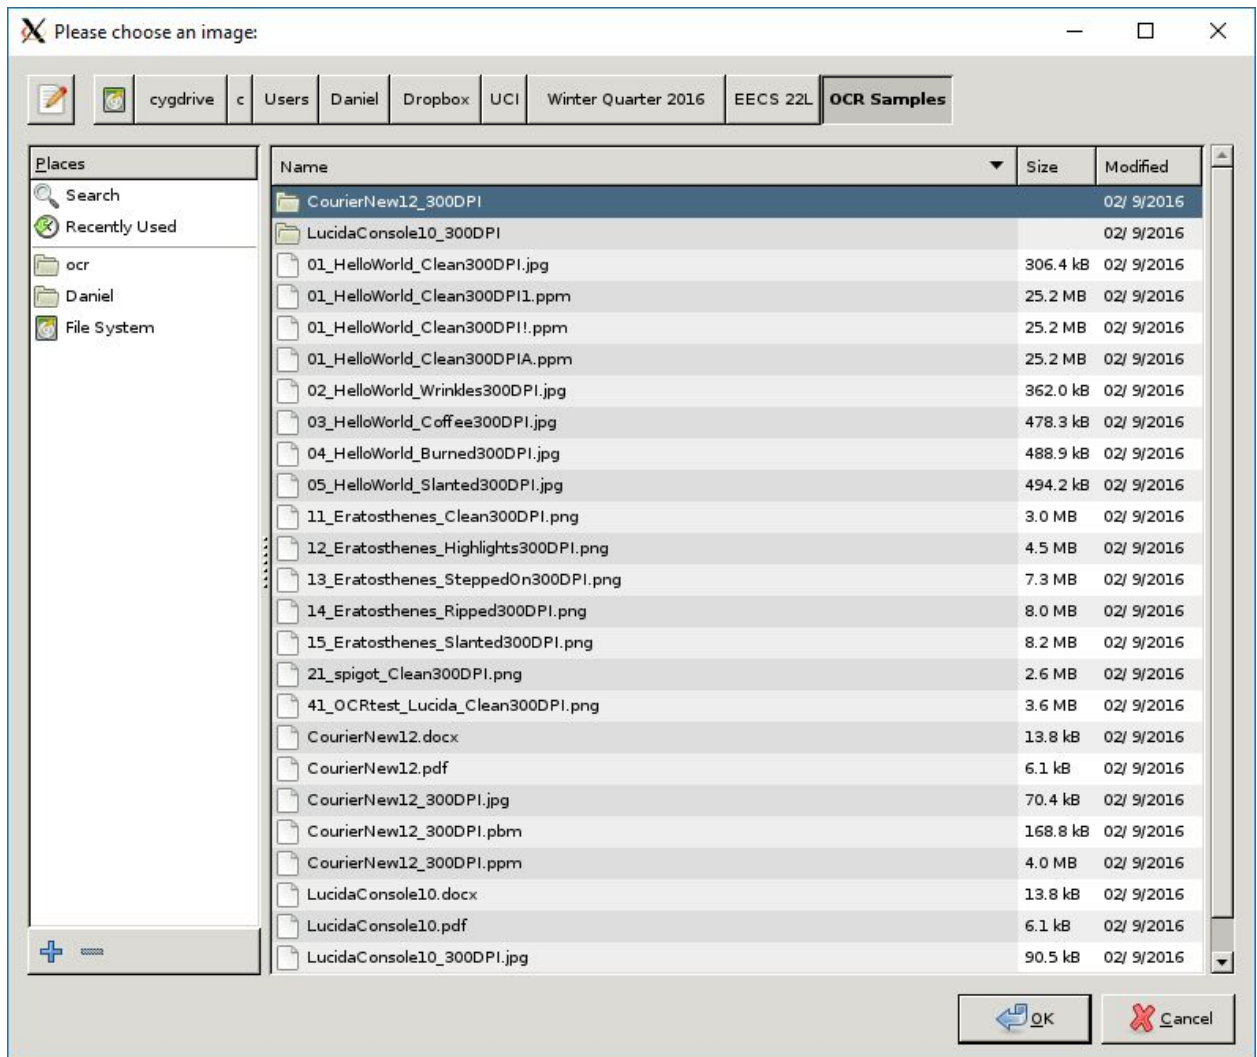 Please choose an image:
cygdrive c Users Daniel Dropbox UCI Winter Quarter 2016 EECS 22L OCR Samples
Places
Search
Recently Used
ocr
Daniel
File System
Name Size Modified
CourierNew12_300DPI 02/ 9/2016
LucidaConsole10_300DPI 02/ 9/2016
01_HelloWorld_Clean300DPI.jpg 306.4 kB 02/ 9/2016
01_HelloWorld_Clean300DPI1.ppm 25.2 MB 02/ 9/2016
01_HelloWorld_Clean300DPI!.ppm 25.2 MB 02/ 9/2016
01_HelloWorld_Clean300DPIA.ppm 25.2 MB 02/ 9/2016
02_HelloWorld_Wrinkles300DPI.jpg 362.0 kB 02/ 9/2016
03_HelloWorld_Coffee300DPI.jpg 478.3 kB 02/ 9/2016
04_HelloWorld_Burned300DPI.jpg 488.9 kB 02/ 9/2016
05_HelloWorld_Slanted300DPI.jpg 494.2 kB 02/ 9/2016
11_Eratosthenes_Clean300DPI.png 3.0 MB 02/ 9/2016
12_Eratosthenes_Highlights300DPI.png 4.5 MB 02/ 9/2016
13_Eratosthenes_SteppedOn300DPI.png 7.3 MB 02/ 9/2016
14_Eratosthenes_Ripped300DPI.png 8.0 MB 02/ 9/2016
15_Eratosthenes_Slanted300DPI.png 8.2 MB 02/ 9/2016
21_spigot_Clean300DPI.png 2.6 MB 02/ 9/2016
41_OCRtest_Lucida_Clean300DPI.png 3.6 MB 02/ 9/2016
CourierNew12.docx 13.8 kB 02/ 9/2016
CourierNew12.pdf 6.1 kB 02/ 9/2016
CourierNew12_300DPI.jpg 70.4 kB 02/ 9/2016
CourierNew12_300DPI.pbm 168.8 kB 02/ 9/2016
CourierNew12_300DPI.ppm 4.0 MB 02/ 9/2016
LucidaConsole10.docx 13.8 kB 02/ 9/2016
LucidaConsole10.pdf 6.1 kB 02/ 9/2016
LucidaConsole10_300DPI.jpg 90.5 kB 02/ 9/2016
OK Cancel